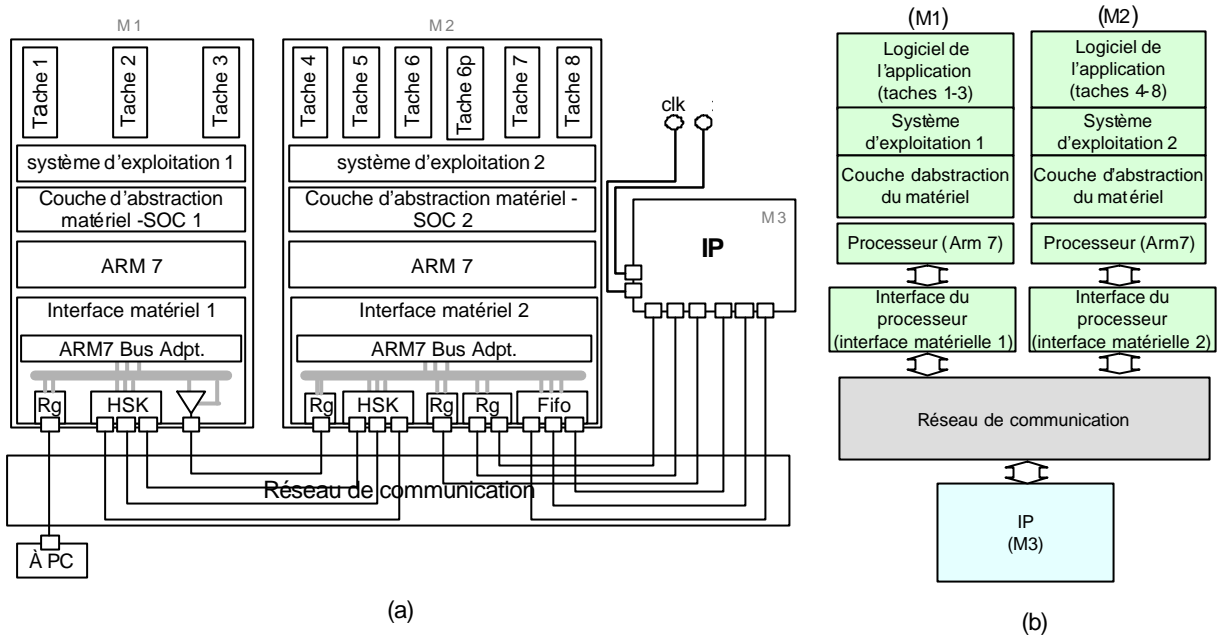 M1
M2
Tache 1
Tache 2
Tache 3
Tache 4
Tache 5
Tache 6
Tache 6p
Tache 7
Tache 8
système d'exploitation 1
système d'exploitation 2
Couche d'abstraction
matériel -SOC 1
Couche d'abstraction matériel -
SOC 2
ARM 7
ARM 7
Interface matériel 1
Interface matériel 2
ARM7 Bus Adpt.
ARM7 Bus Adpt.
Rg
HSK
Rg
HSK
Rg
Rg
Fifo
clk
M3
IP
Réseau de communication
À PC
(a)
(M1)
(M2)
Logiciel de
l'application
(taches 1-3)
Logiciel de
l'application
(taches 4-8)
Système
d'exploitation 1
Système
d'exploitation 2
Couche dabstraction
du matériel
Couche d'abstraction
du matériel
Processeur (Arm 7)
Processeur (Arm7)
Interface du
processeur
(interface matérielle 1)
Interface du
processeur
(interface matérielle 2)
Réseau de communication
IP
(M3)
(b)